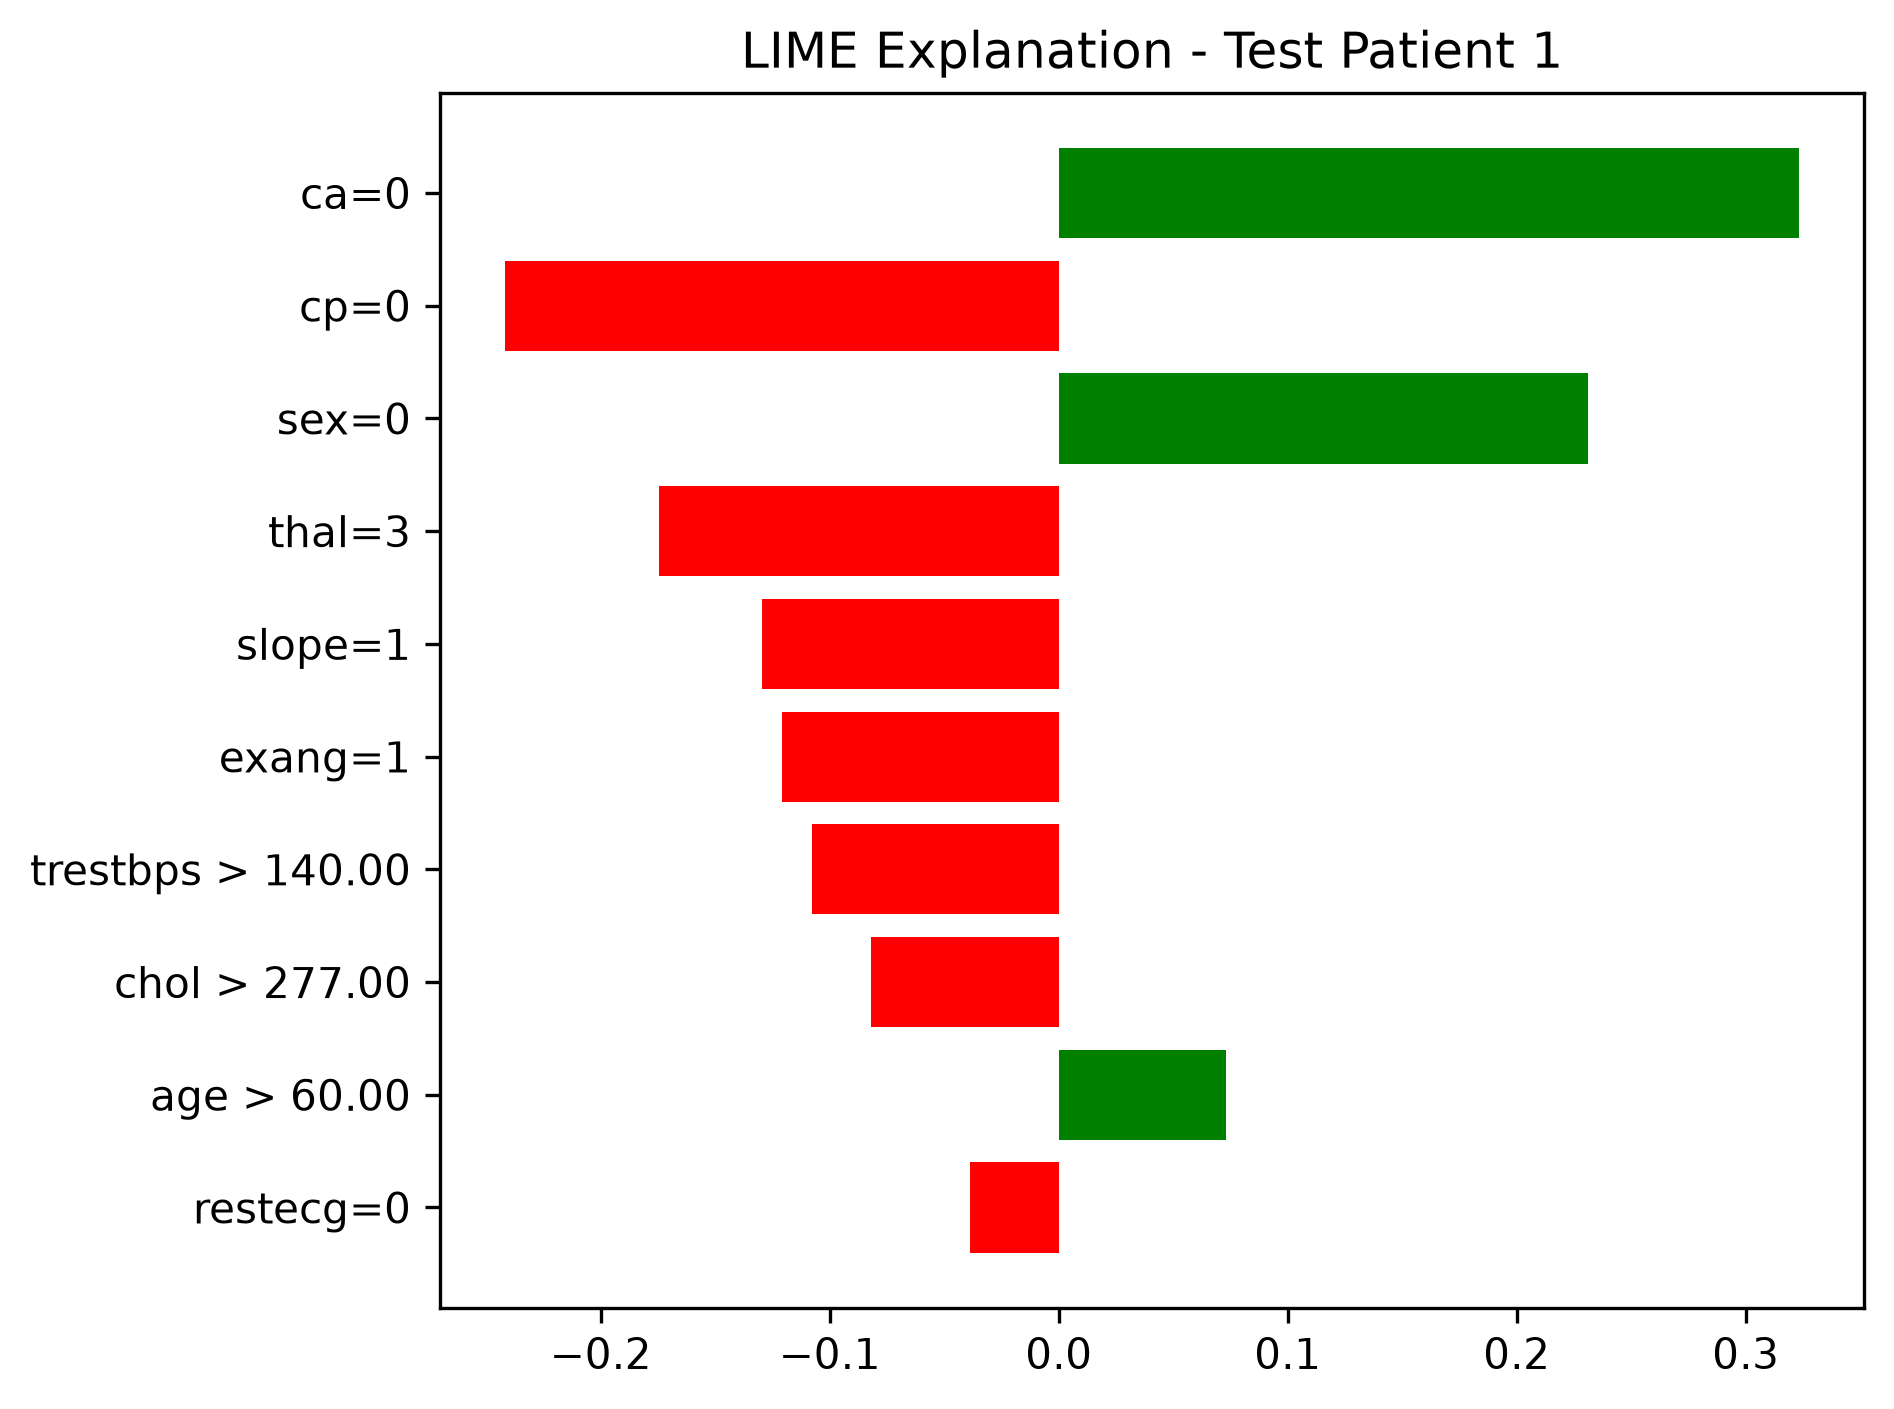 LIME Explanation - Test Patient 1
ca=0
cp=0
sex=0
thal=3
slope=1
exang=1
trestbps > 140.00
chol > 277.00
age > 60.00
restecg=0
−0.2 −0.1 0.0 0.1 0.2 0.3